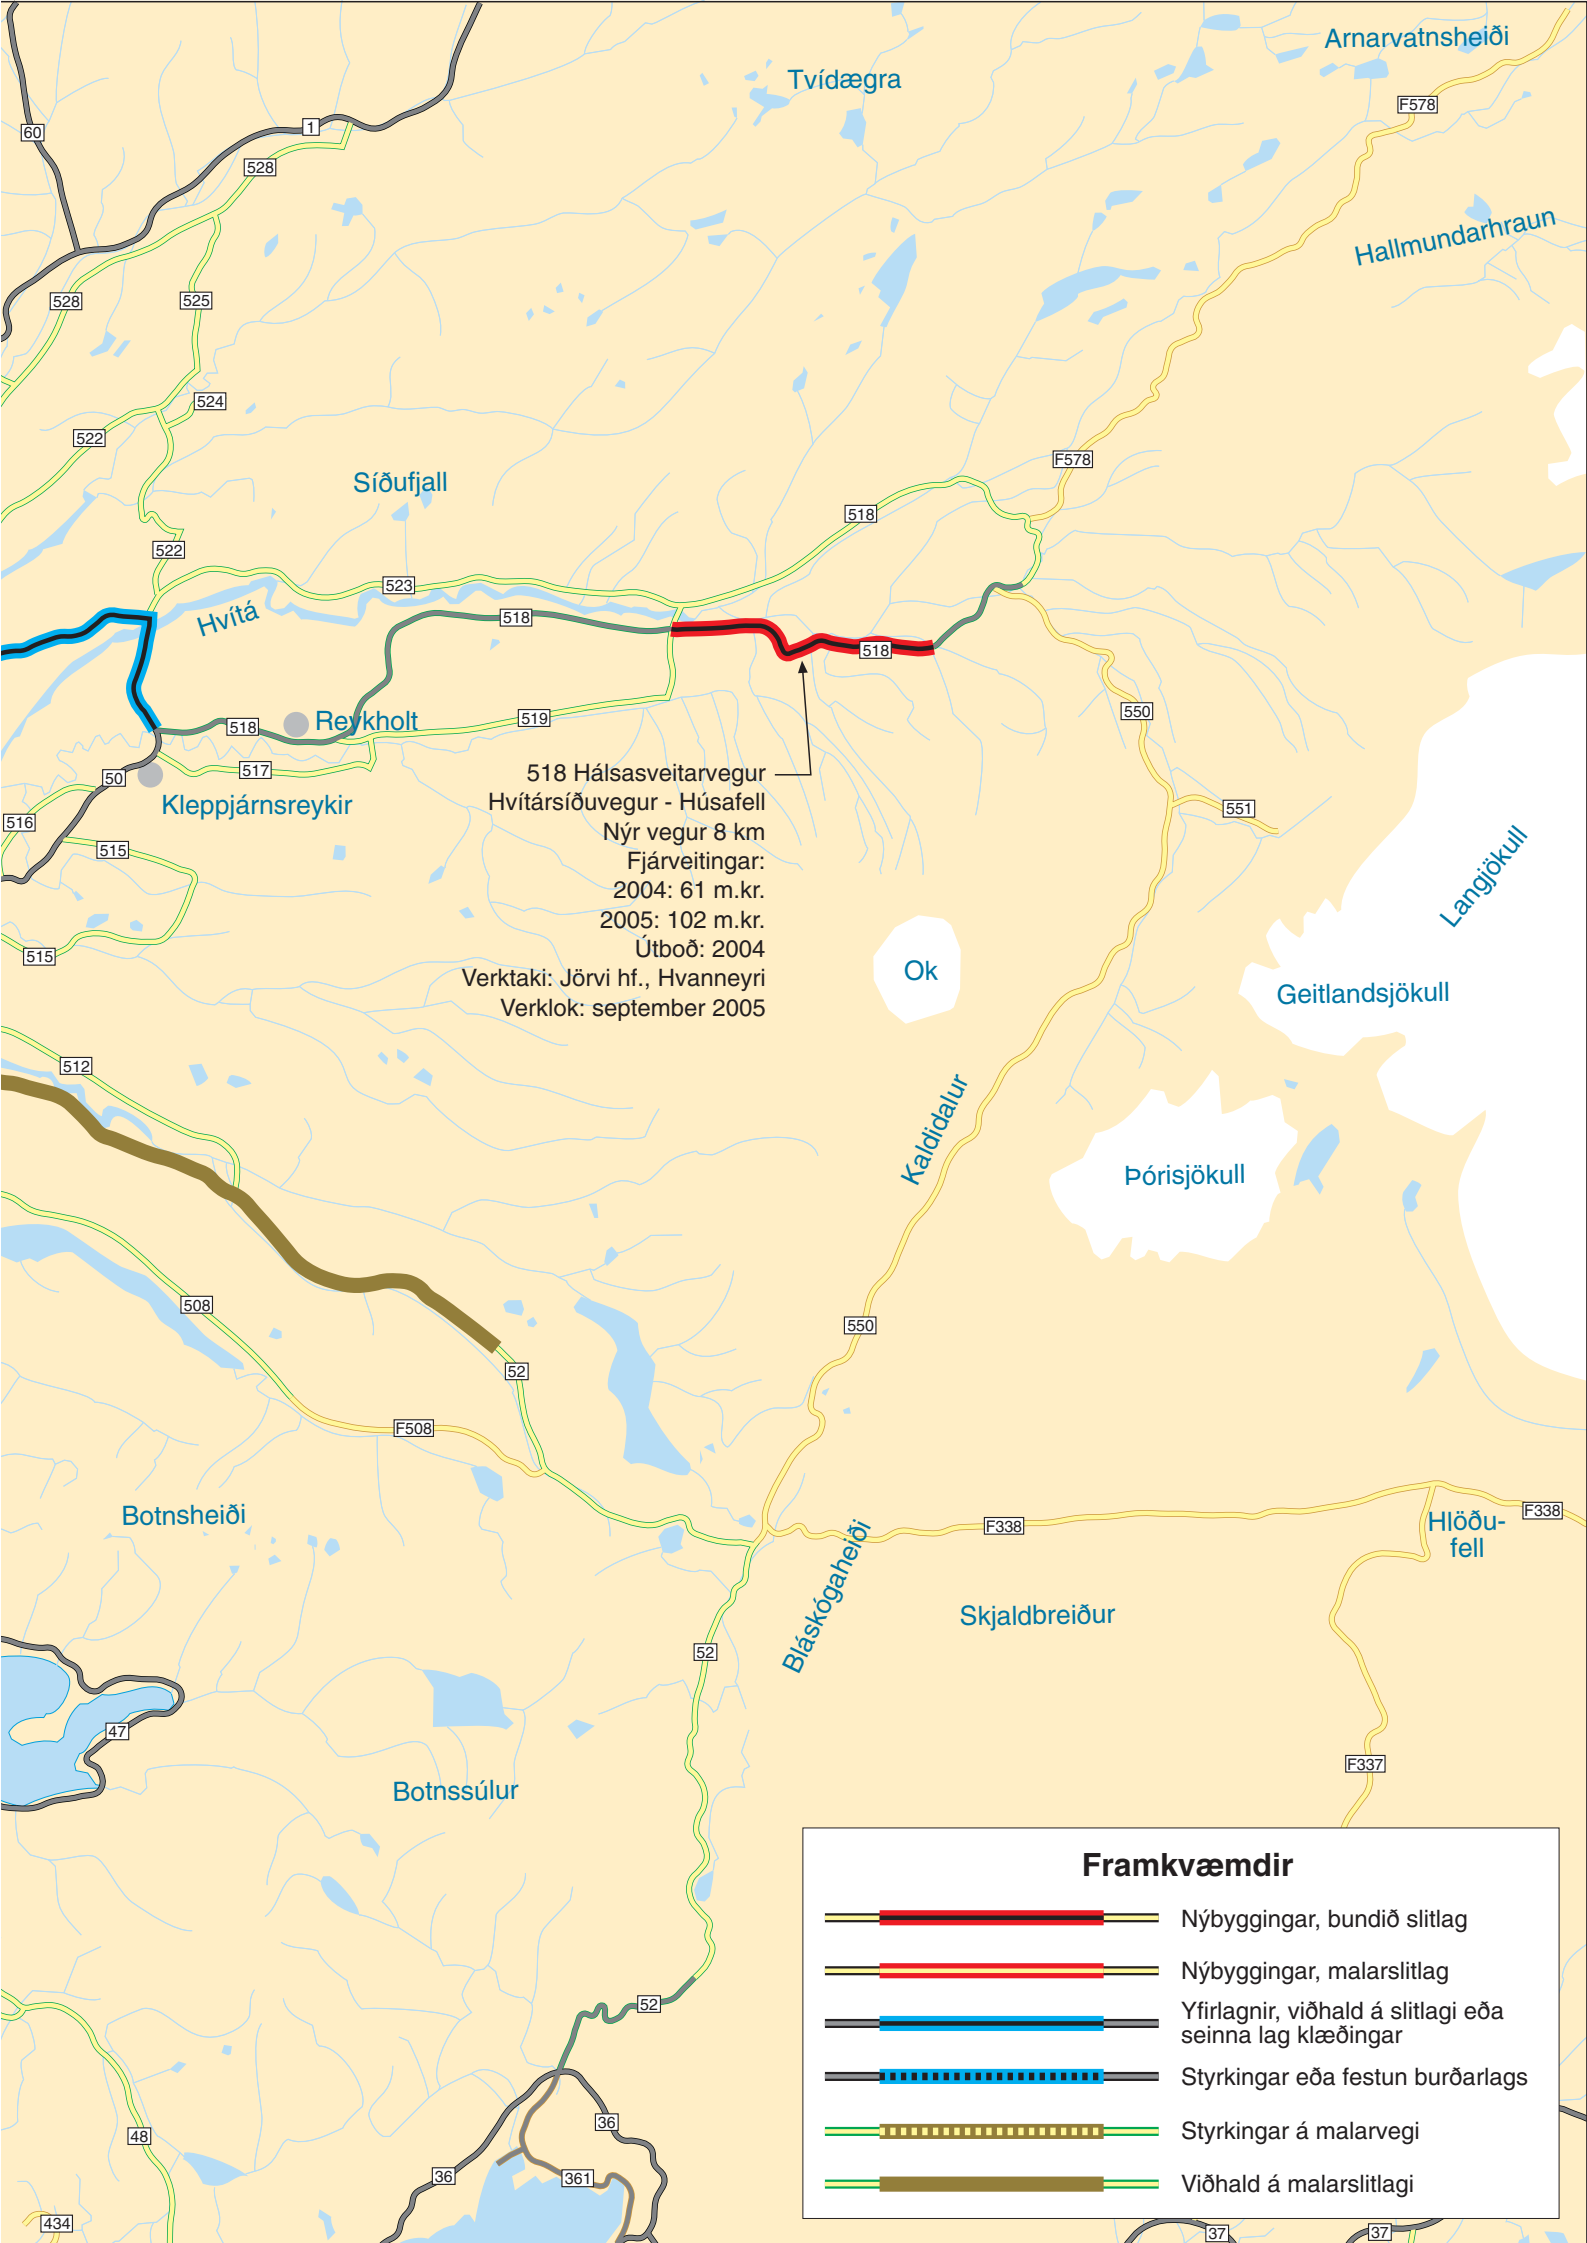 Arnarvatnsheiði
Tvídægra
F578
60
1
528
Hallmundarhraun
528
525
524
522
F578
Síðufjall
518
522
523
Hvítá
518
518
550
Reykholt
518
519
517
50
Kleppjárnsreykir
516
515
551
518 Hálsasveitarvegur
Hvítársíðuvegur - Húsafell
Nýr vegur 8 km
Fjárveitingar:
2004: 61 m.kr.
2005: 102 m.kr.
Útboð: 2004
Verktaki: Jörvi hf., Hvanneyri
Verklok: september 2005
Langjökull
515
Ok
Geitlandsjökull
512
Kaldidalur
Þórisjökull
508
550
52
F508
Botnsheiði
F338
Hlöðu-
fell
F338
Bláskógaheiði
Skjaldbreiður
52
47
F337
Botnssúlur
Framkvæmdir
Nýbyggingar, bundið slitlag
Nýbyggingar, malarslitlag
Yfirlagnir, viðhald á slitlagi eða
seinna lag klæðingar
Styrkingar eða festun burðarlags
Styrkingar á malarvegi
Viðhald á malarslitlagi
52
36
48
36
361
434
37
37